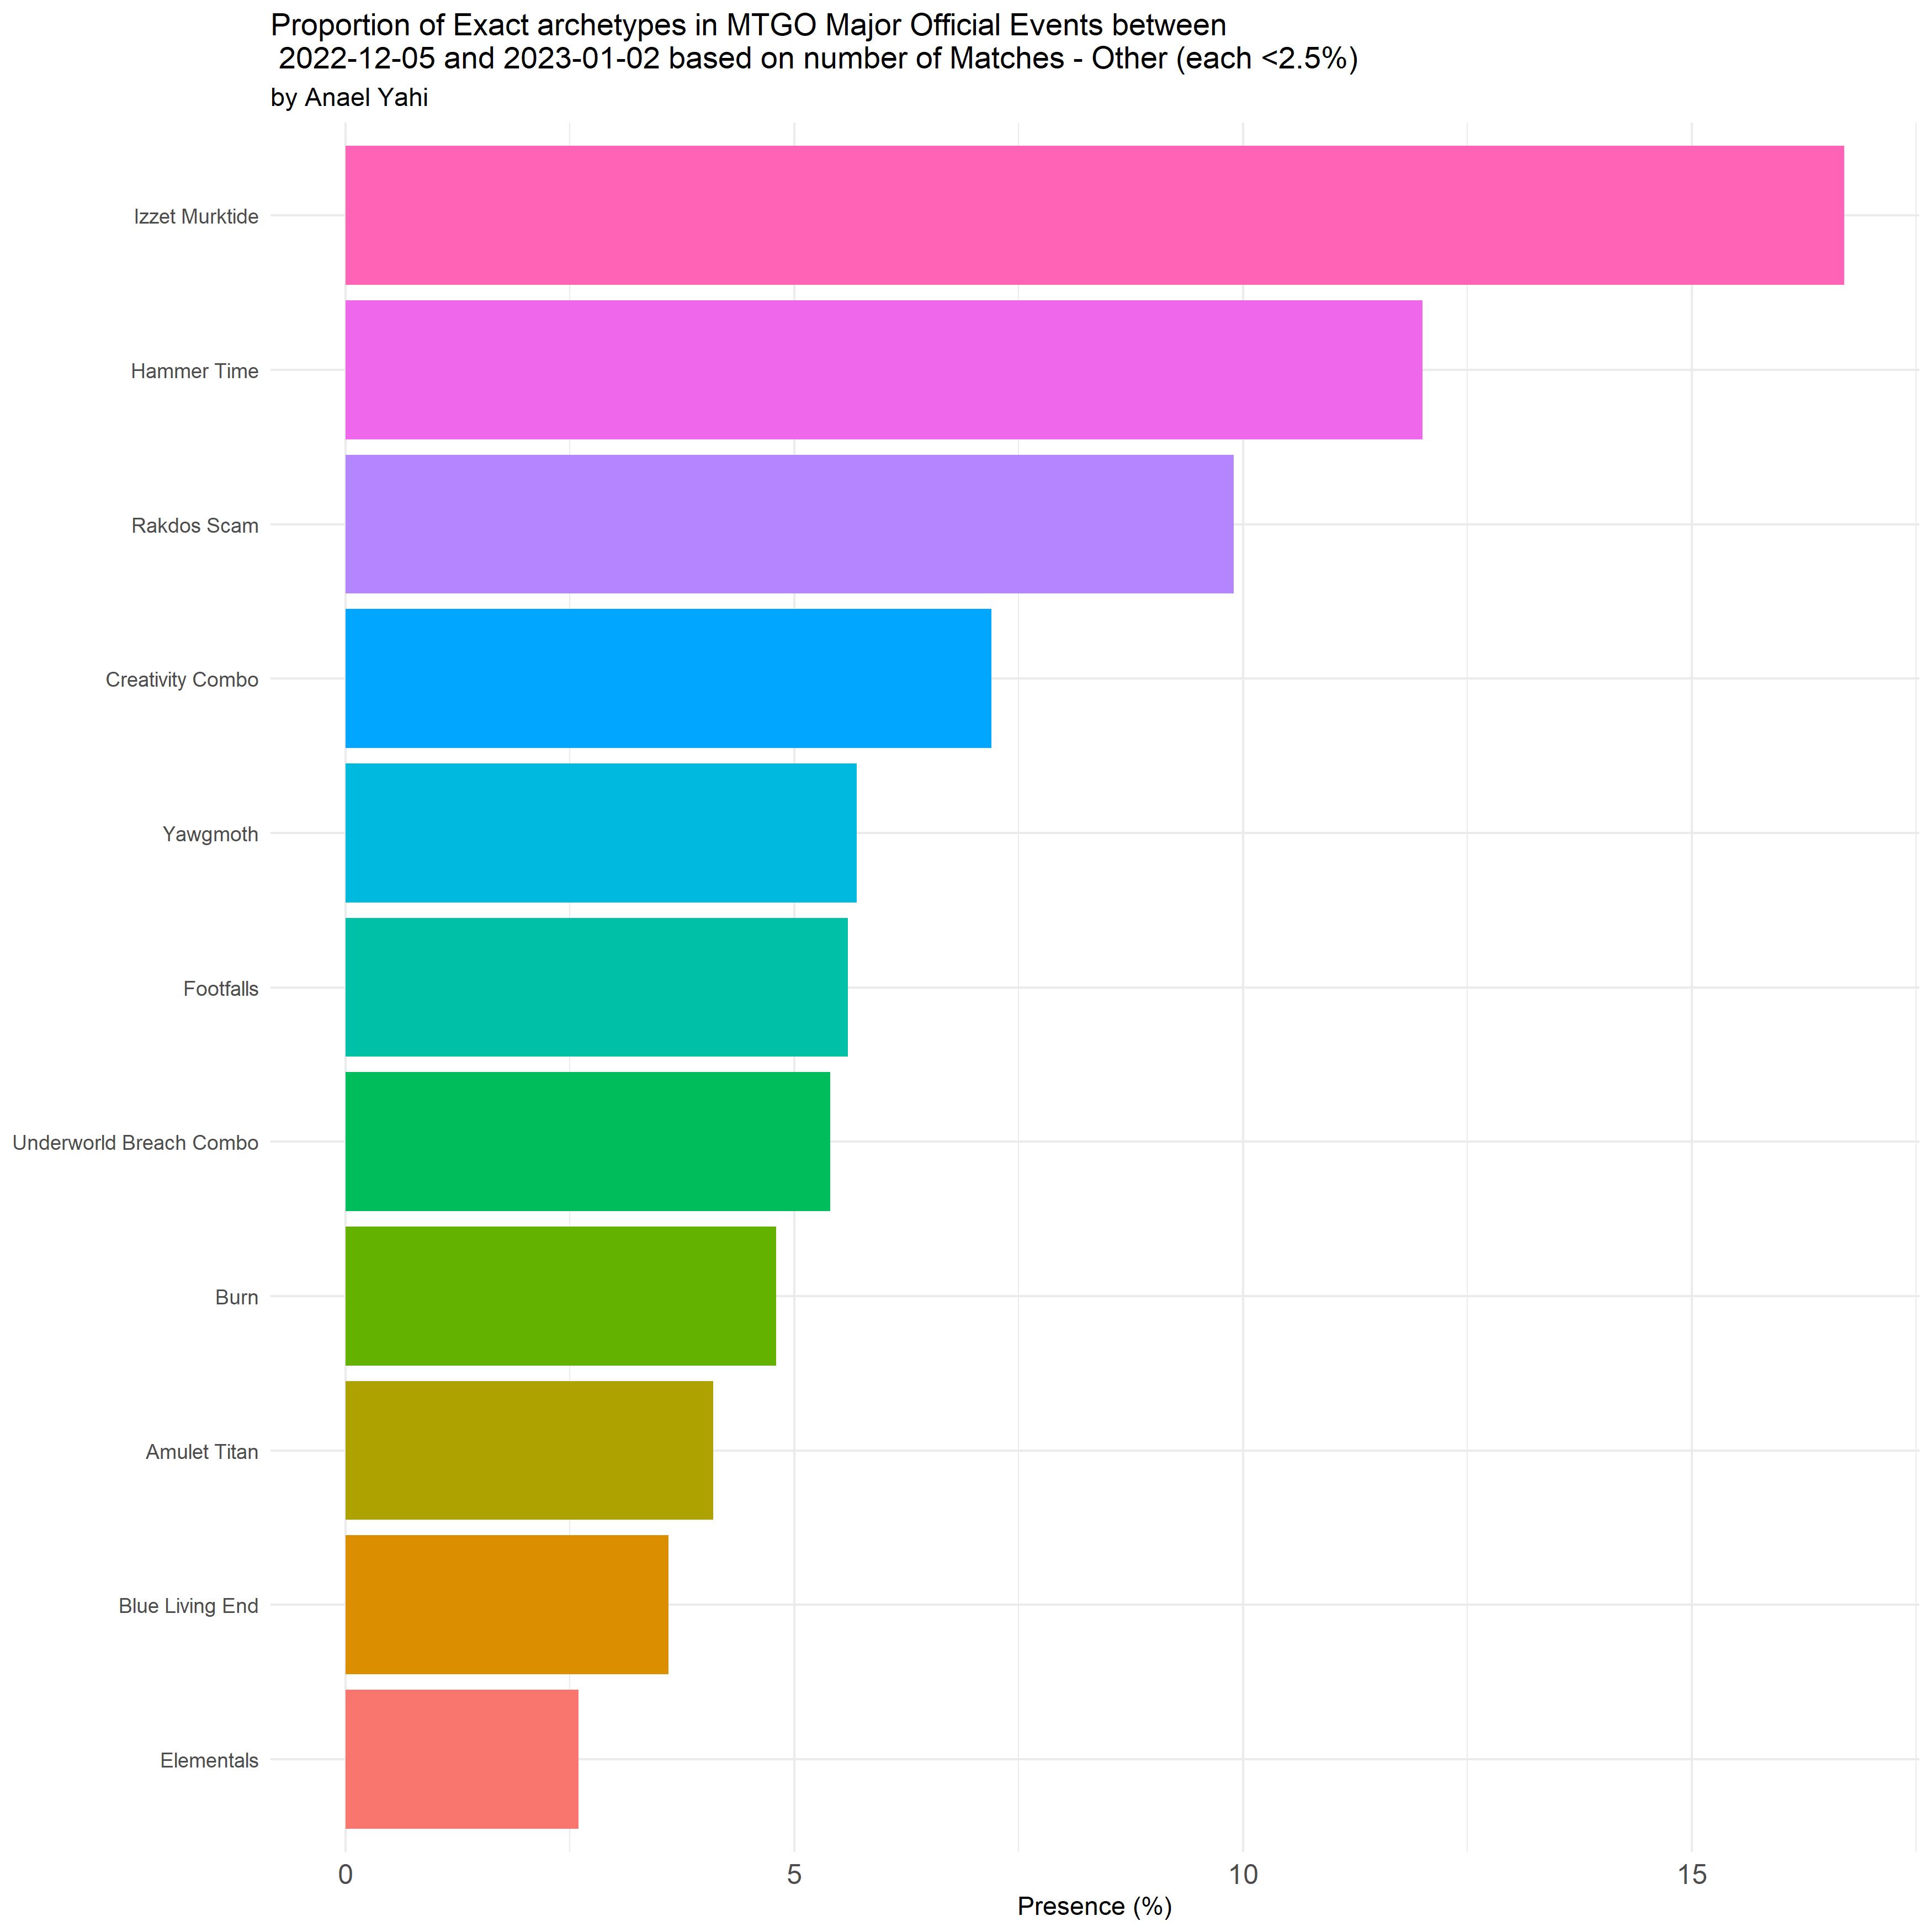 Proportion of Exact archetypes in MTGO Major Official Events between
2022-12-05 and 2023-01-02 based on number of Matches - Other (each <2.5%)
by Anael Yahi
Izzet Murktide
Hammer Time
Rakdos Scam
Creativity Combo
Yawgmoth
Footfalls
Underworld Breach Combo
Burn
Amulet Titan
Blue Living End
Elementals
0 5 10 15
Presence (%)